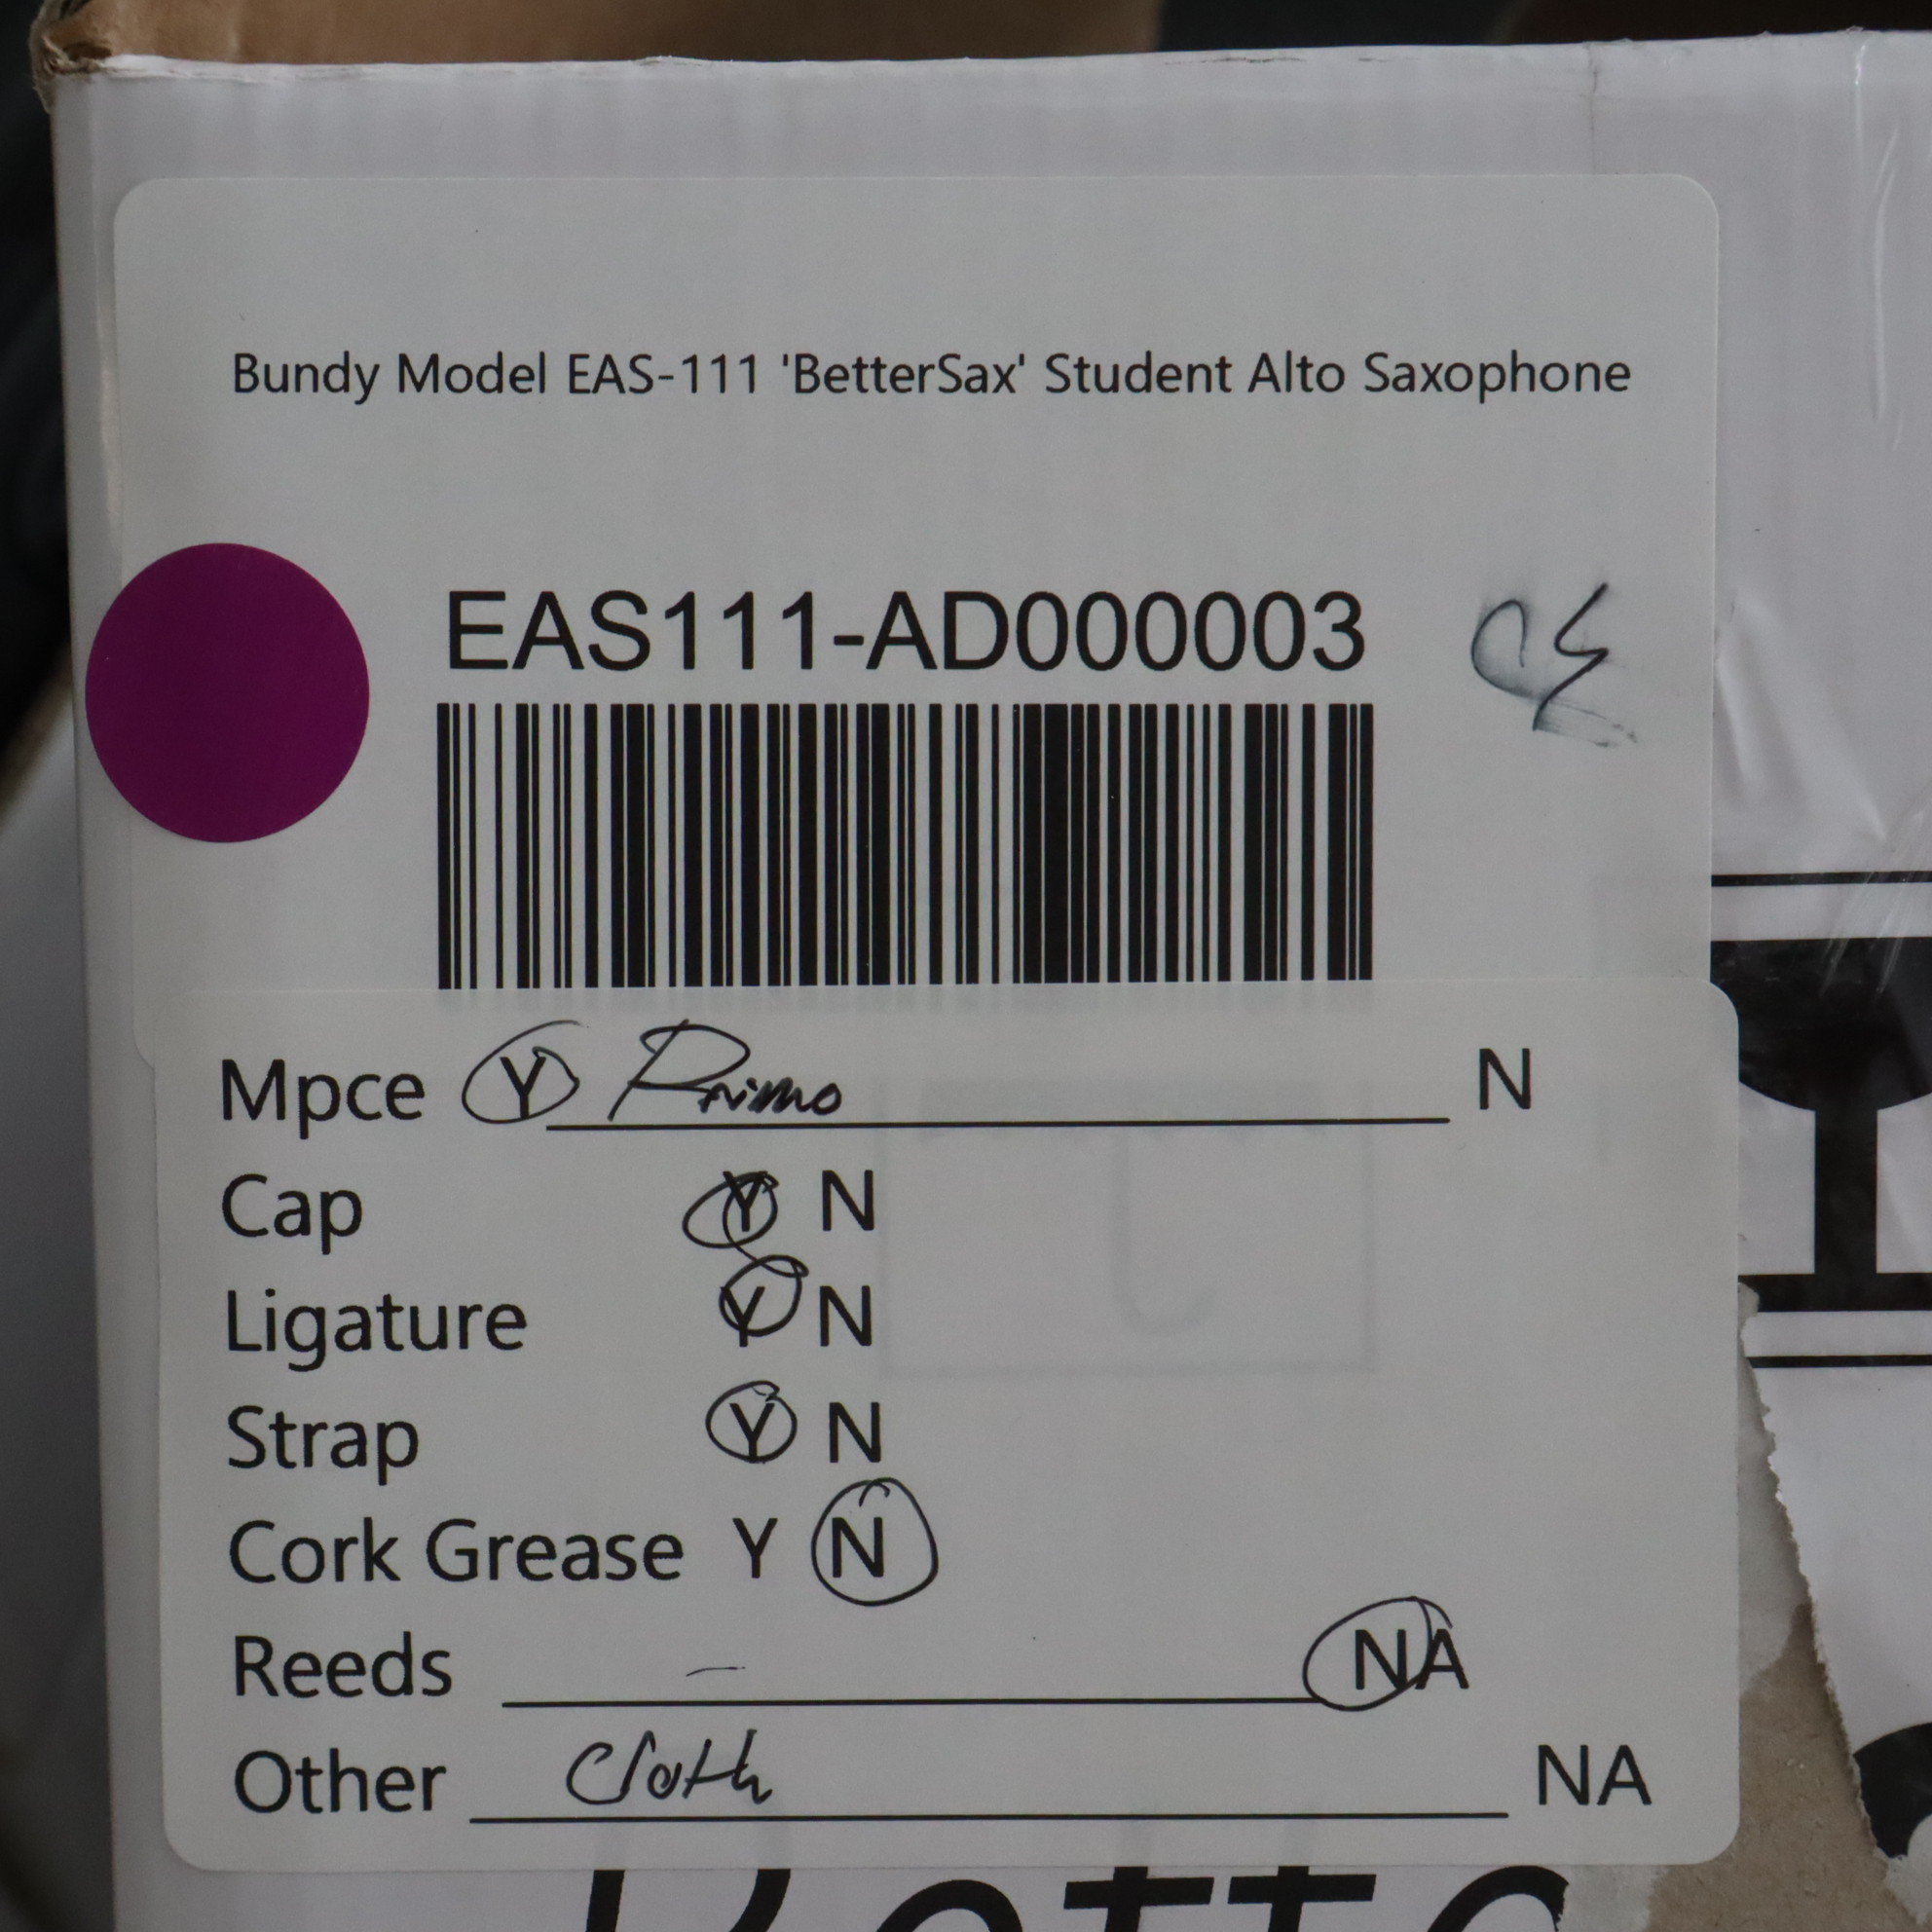 Bundy Model EAS-111 'BetterSax' Student Alto Saxophone
EAS111-AD000003
Mpce Y Primo N
Cap Y N
Ligature Y N
Strap Y N
Cork Grease Y N
Reeds – NA
Other Cloth NA